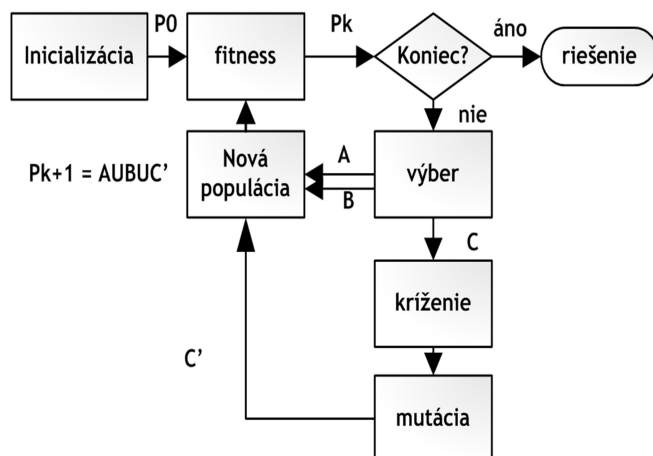 P0
Pk
áno
Inicializácia
fitness
Koniec?
riešenie
nie
Nová
populácia
A
B
výber
Pk+1 = AUBUC’
C
kríženie
C’
mutácia